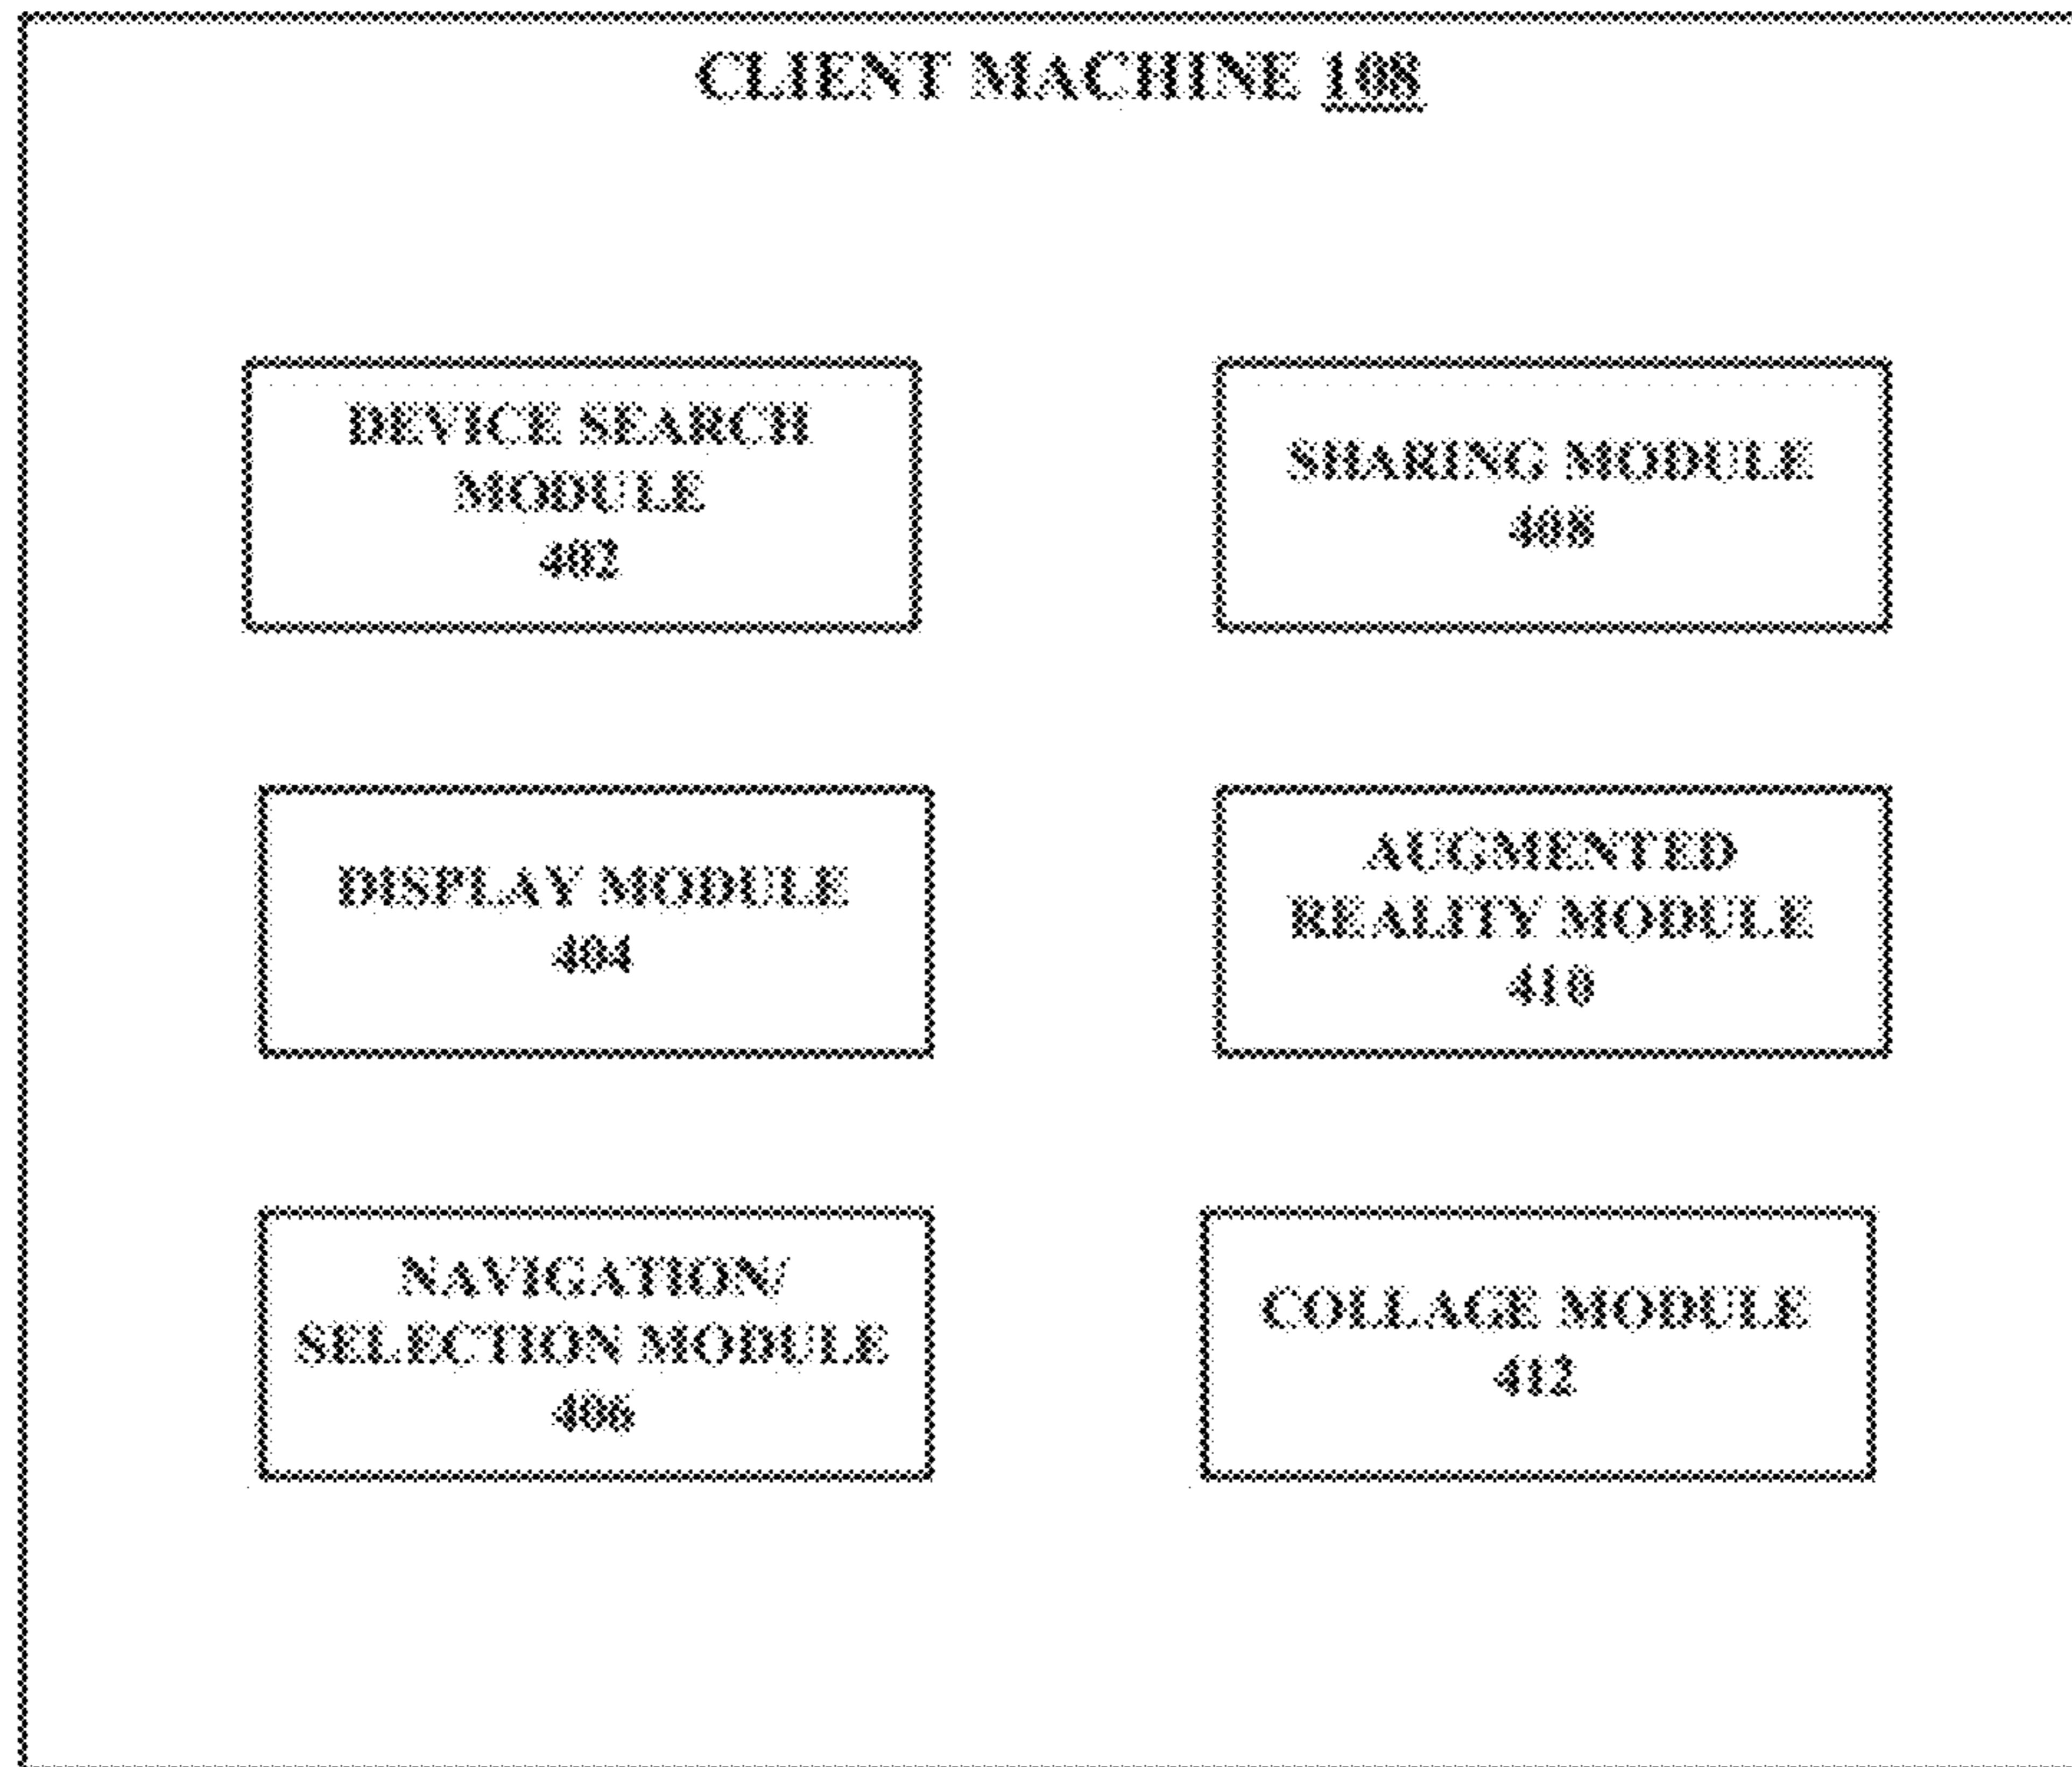 CLIENT MACHINE 108
DEVICE SEARCH
MODULE
402
SHARING MODULE
408
DISPLAY MODULE
404
AUGMENTED
REALITY MODULE
410
NAVIGATION/
SELECTION MODULE
406
COLLAGE MODULE
412